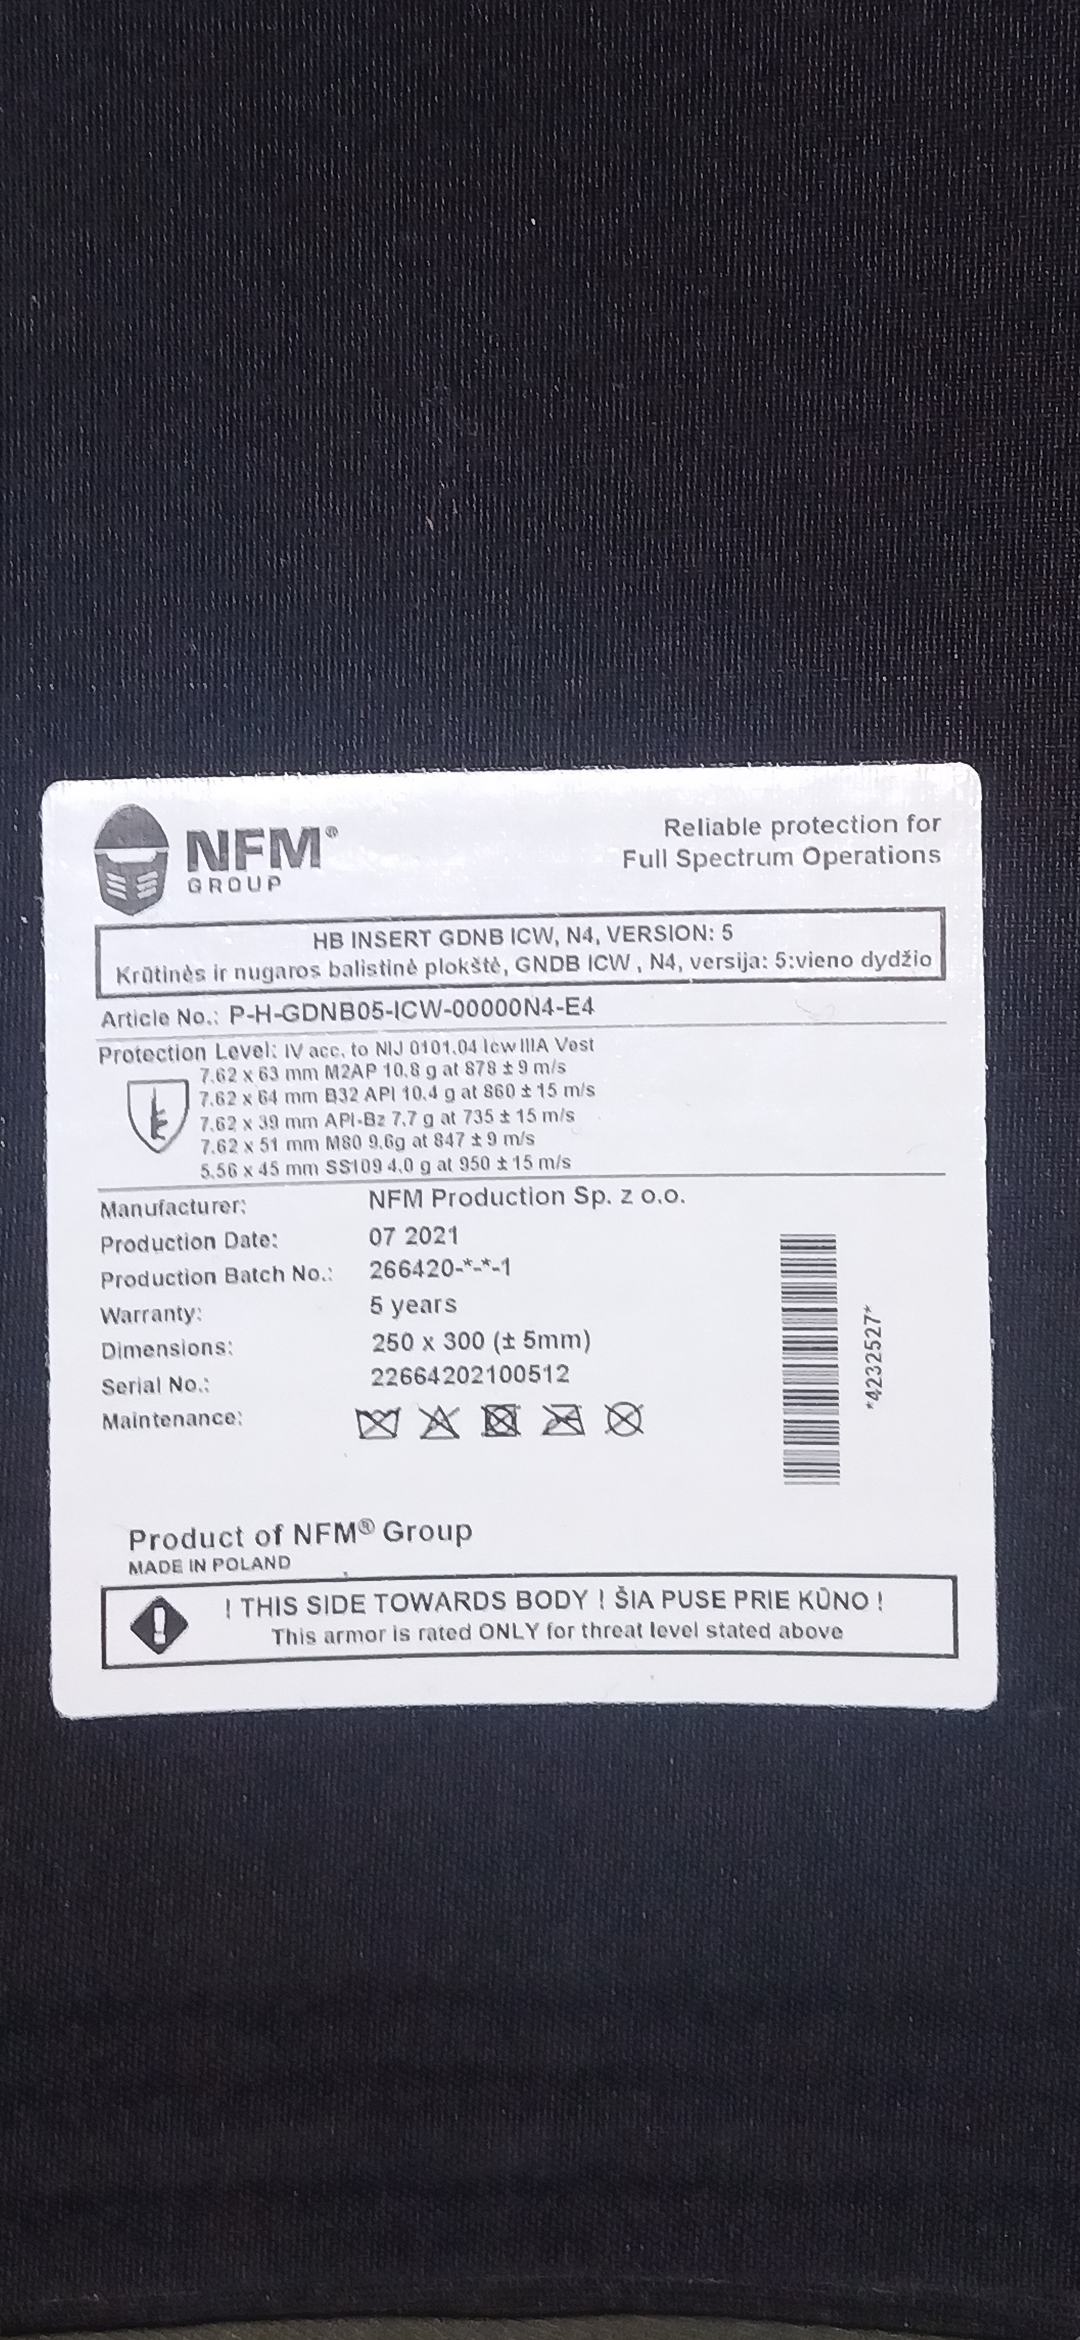 NFM®
GROUP
Reliable protection for
Full Spectrum Operations
HB INSERT GDNB ICW, N4, VERSION: 5
Krūtinės ir nugaros balistinė plokštė, GNDB ICW , N4, versija: 5:vieno dydžio
Article No.: P-H-GDNB05-ICW-00000N4-E4
Protection Level: IV acc. to NIJ 0101.04 icw IIIA Vest
7.62 x 63 mm M2AP 10.8 g at 878 ± 9 m/s
7.62 x 64 mm B32 API 10.4 g at 860 ± 15 m/s
7.62 x 39 mm API-Bz 7.7 g at 735 ± 15 m/s
7.62 x 51 mm M80 9.6g at 847 ± 9 m/s
5.56 x 45 mm SS109 4.0 g at 950 ± 15 m/s
Manufacturer: NFM Production Sp. z o.o.
Production Date: 07 2021
Production Batch No.: 266420-*-*-1
Warranty: 5 years
Dimensions: 250 x 300 (± 5mm)
Serial No.: 22664202100512
Maintenance:
*4232527*
Product of NFM® Group
MADE IN POLAND
! THIS SIDE TOWARDS BODY ! ŠIA PUSE PRIE KŪNO !
This armor is rated ONLY for threat level stated above